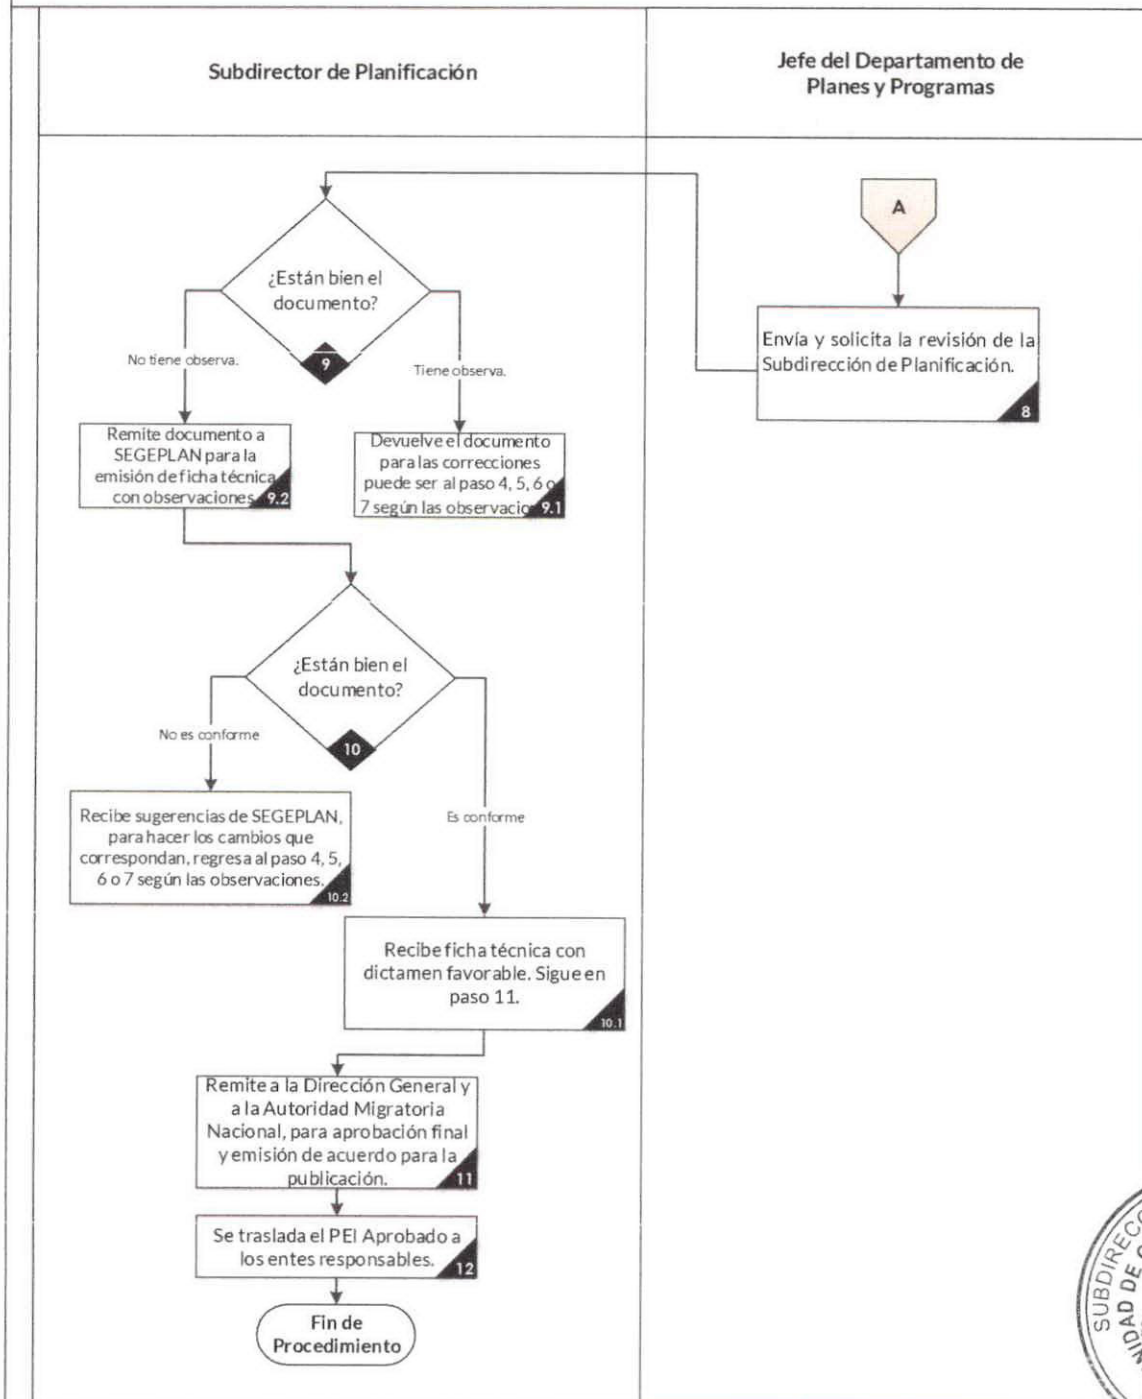 Subdirector de Planificación
Jefe del Departamento de
Planes y Programas
A
Envía y solicita la revisión de la
Subdirección de Planificación.
8
¿Están bien el
documento?
9
No tiene observa.
Tiene observa.
Remite documento a
SEGEPLAN para la
emisión de ficha técnica
con observaciones
9.2
Devuelve el documento
para las correcciones
puede ser al paso 4, 5, 6 o
7 según las observacio
9.1
¿Están bien el
documento?
10
No es conforme
Es conforme
Recibe sugerencias de SEGEPLAN,
para hacer los cambios que
correspondan, regresa al paso 4, 5,
6 o 7 según las observaciones.
10.2
Recibe ficha técnica con
dictamen favorable. Sigue en
paso 11.
10.1
Remite a la Dirección General y
a la Autoridad Migratoria
Nacional, para aprobación final
y emisión de acuerdo para la
publicación.
11
Se traslada el PEI Aprobado a
los entes responsables.
12
Fin de
Procedimiento
SUBDIRECC
DE